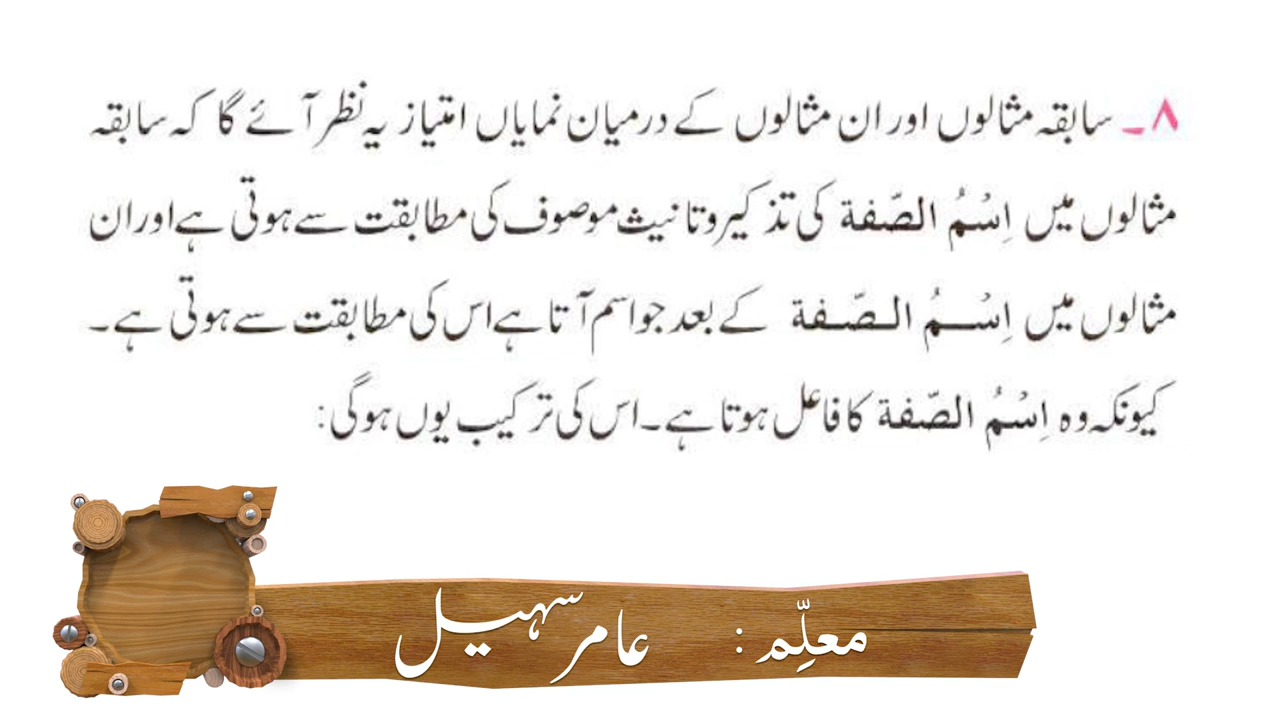 ۸۔ سابقہ مثالوں اور ان مثالوں کے درمیان نمایاں امتیاز یہ نظر آئے گا کہ سابقہ
مثالوں میں اِسْمُ الصّفة کی تذکیر و تانیث موصوف کی مطابقت سے ہوتی ہے اور ان
مثالوں میں اِسْمُ الصّفة کے بعد جو اسم آتا ہے اس کی مطابقت سے ہوتی ہے۔
کیونکہ وہ اِسْمُ الصّفة کا فاعل ہوتا ہے۔ اس کی ترکیب یوں ہوگی:
معلِّم : عامر سہیل